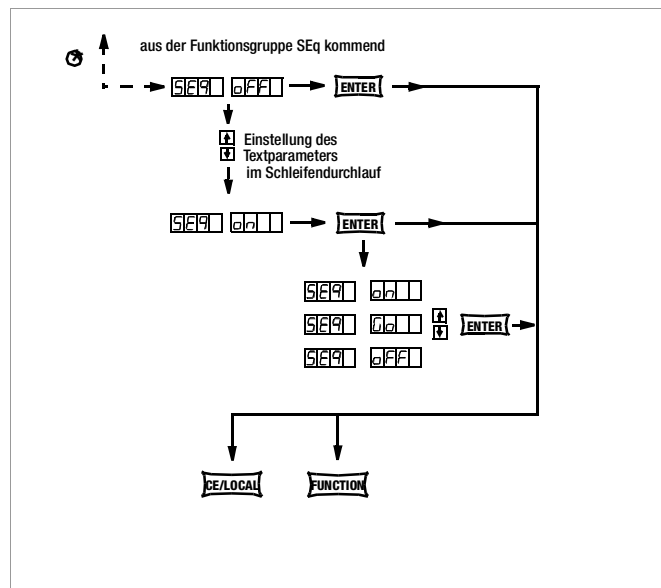 aus der Funktionsgruppe SEq kommend
SEq oFF ENTER
Einstellung des
Textparameters
im Schleifendurchlauf
SEq on ENTER
SEq on
SEq Go ENTER
SEq oFF
CE/LOCAL FUNCTION